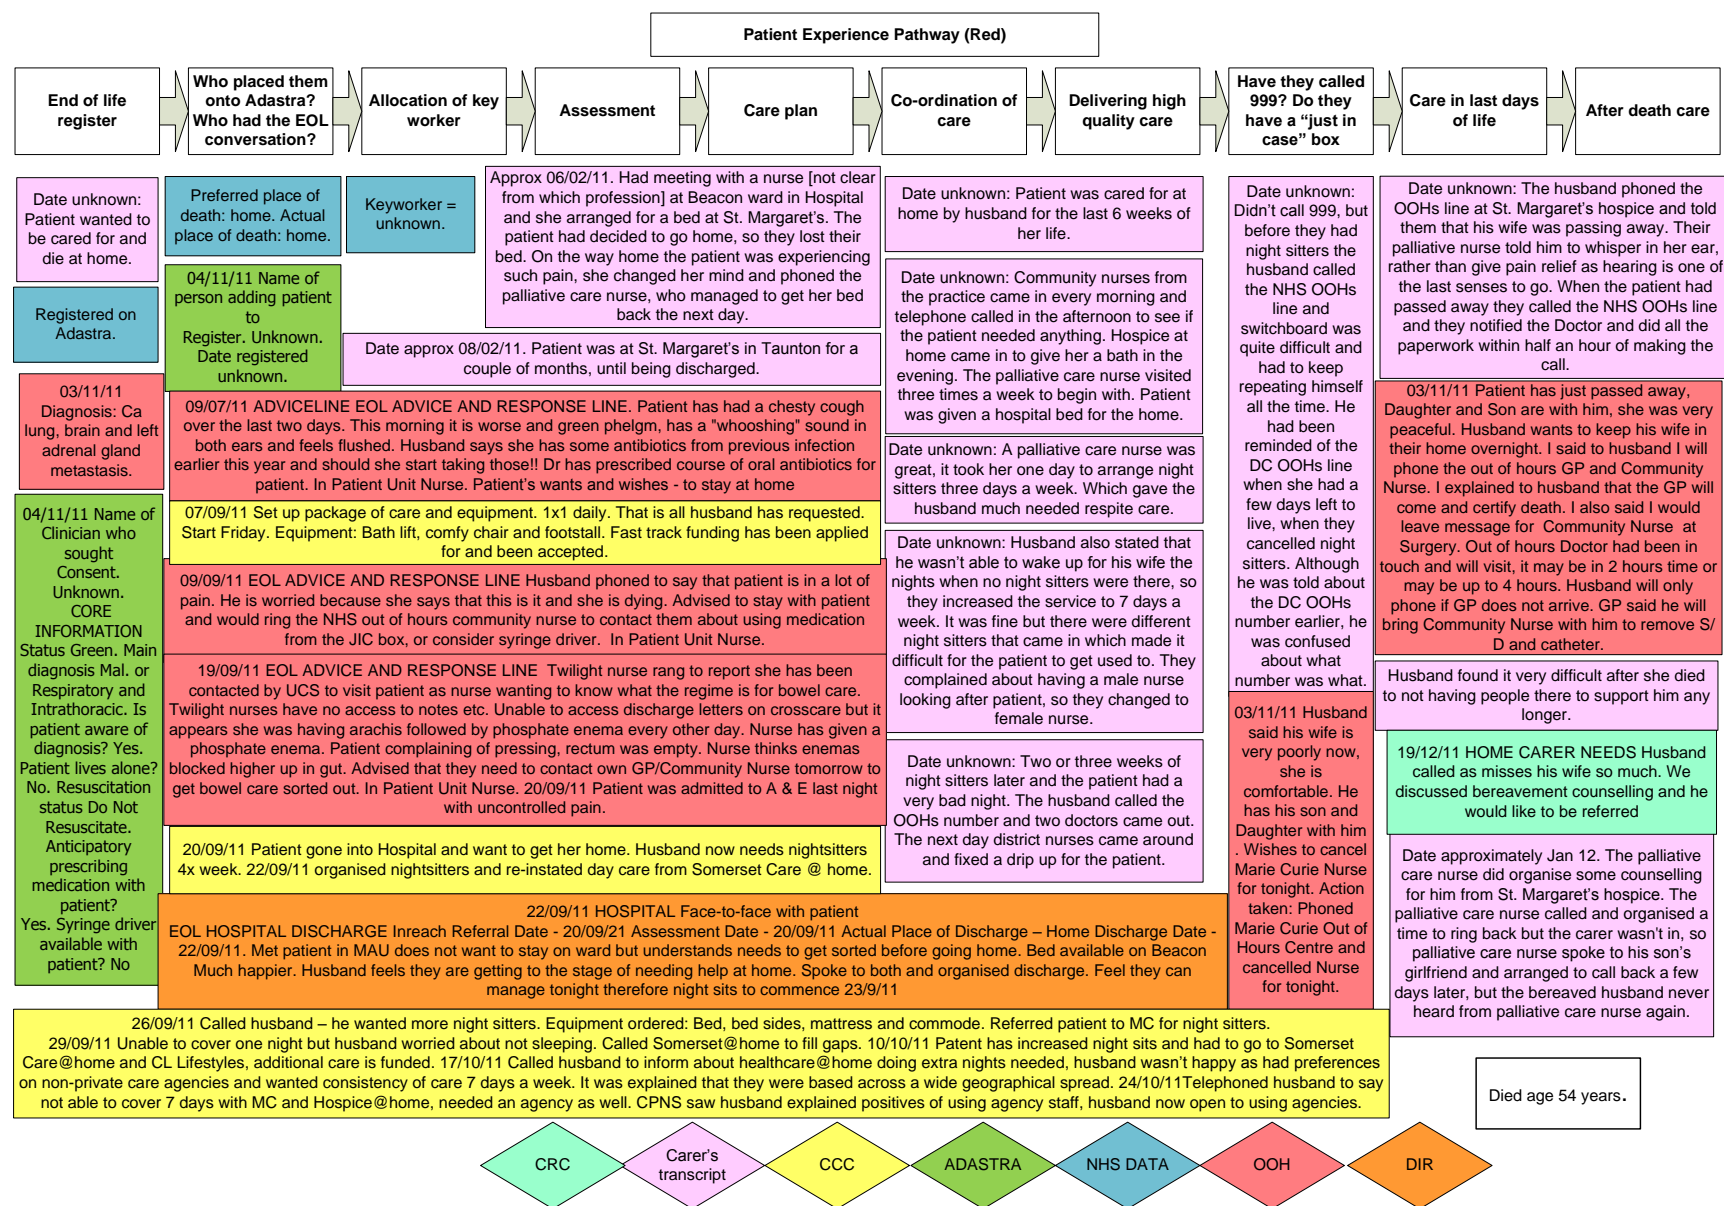 Patient Experience Pathway (Red)
End of life
register
Who placed them
onto Adastra?
Who had the EOL
conversation?
Allocation of key
worker
Assessment
Care plan
Co-ordination of
care
Delivering high
quality care
Have they called
999? Do they
have a “just in
case” box
Care in last days
of life
After death care
Date unknown:
Patient wanted to
be cared for and
die at home.
Registered on
Adastra.
03/11/11
Diagnosis: Ca
lung, brain and left
adrenal gland
metastasis.
04/11/11 Name of
Clinician who
sought
Consent.
Unknown.
CORE
INFORMATION
Status Green. Main
diagnosis Mal. or
Respiratory and
Intrathoracic. Is
patient aware of
diagnosis? Yes.
Patient lives alone?
No. Resuscitation
status Do Not
Resuscitate.
Anticipatory
prescribing
medication with
patient?
Yes. Syringe driver
available with
patient? No
Preferred place of
death: home. Actual
place of death: home.
04/11/11 Name of
person adding patient
to
Register. Unknown.
Date registered
unknown.
Keyworker =
unknown.
Approx 06/02/11. Had meeting with a nurse [not clear
from which profession] at Beacon ward in Hospital
and she arranged for a bed at St. Margaret’s. The
patient had decided to go home, so they lost their
bed. On the way home the patient was experiencing
such pain, she changed her mind and phoned the
palliative care nurse, who managed to get her bed
back the next day.
Date approx 08/02/11. Patient was at St. Margaret’s in Taunton for a
couple of months, until being discharged.
09/07/11 ADVICELINE EOL ADVICE AND RESPONSE LINE. Patient has had a chesty cough
over the last two days. This morning it is worse and green phelgm, has a "whooshing" sound in
both ears and feels flushed. Husband says she has some antibiotics from previous infection
earlier this year and should she start taking those!! Dr has prescribed course of oral antibiotics for
patient. In Patient Unit Nurse. Patient’s wants and wishes - to stay at home
07/09/11 Set up package of care and equipment. 1x1 daily. That is all husband has requested.
Start Friday. Equipment: Bath lift, comfy chair and footstall. Fast track funding has been applied
for and been accepted.
09/09/11 EOL ADVICE AND RESPONSE LINE Husband phoned to say that patient is in a lot of
pain. He is worried because she says that this is it and she is dying. Advised to stay with patient
and would ring the NHS out of hours community nurse to contact them about using medication
from the JIC box, or consider syringe driver. In Patient Unit Nurse.
19/09/11 EOL ADVICE AND RESPONSE LINE Twilight nurse rang to report she has been
contacted by UCS to visit patient as nurse wanting to know what the regime is for bowel care.
Twilight nurses have no access to notes etc. Unable to access discharge letters on crosscare but it
appears she was having arachis followed by phosphate enema every other day. Nurse has given a
phosphate enema. Patient complaining of pressing, rectum was empty. Nurse thinks enemas
blocked higher up in gut. Advised that they need to contact own GP/Community Nurse tomorrow to
get bowel care sorted out. In Patient Unit Nurse. 20/09/11 Patient was admitted to A & E last night
with uncontrolled pain.
20/09/11 Patient gone into Hospital and want to get her home. Husband now needs nightsitters
4x week. 22/09/11 organised nightsitters and re-instated day care from Somerset Care @ home.
22/09/11 HOSPITAL Face-to-face with patient
EOL HOSPITAL DISCHARGE Inreach Referral Date - 20/09/21 Assessment Date - 20/09/11 Actual Place of Discharge – Home Discharge Date -
22/09/11. Met patient in MAU does not want to stay on ward but understands needs to get sorted before going home. Bed available on Beacon
Much happier. Husband feels they are getting to the stage of needing help at home. Spoke to both and organised discharge. Feel they can
manage tonight therefore night sits to commence 23/9/11
26/09/11 Called husband – he wanted more night sitters. Equipment ordered: Bed, bed sides, mattress and commode. Referred patient to MC for night sitters.
29/09/11 Unable to cover one night but husband worried about not sleeping. Called Somerset@home to fill gaps. 10/10/11 Patent has increased night sits and had to go to Somerset
Care@home and CL Lifestyles, additional care is funded. 17/10/11 Called husband to inform about healthcare@home doing extra nights needed, husband wasn’t happy as had preferences
on non-private care agencies and wanted consistency of care 7 days a week. It was explained that they were based across a wide geographical spread. 24/10/11Telephoned husband to say
not able to cover 7 days with MC and Hospice@home, needed an agency as well. CPNS saw husband explained positives of using agency staff, husband now open to using agencies.
Date unknown: Patient was cared for at
home by husband for the last 6 weeks of
her life.
Date unknown: Community nurses from
the practice came in every morning and
telephone called in the afternoon to see if
the patient needed anything. Hospice at
home came in to give her a bath in the
evening. The palliative care nurse visited
three times a week to begin with. Patient
was given a hospital bed for the home.
Date unknown: A palliative care nurse was
great, it took her one day to arrange night
sitters three days a week. Which gave the
husband much needed respite care.
Date unknown: Husband also stated that
he wasn’t able to wake up for his wife the
nights when no night sitters were there, so
they increased the service to 7 days a
week. It was fine but there were different
night sitters that came in which made it
difficult for the patient to get used to. They
complained about having a male nurse
looking after patient, so they changed to
female nurse.
Date unknown: Two or three weeks of
night sitters later and the patient had a
very bad night. The husband called the
OOHs number and two doctors came out.
The next day district nurses came around
and fixed a drip up for the patient.
Date unknown:
Didn’t call 999, but
before they had
night sitters the
husband called
the NHS OOHs
line and
switchboard was
quite difficult and
had to keep
repeating himself
all the time. He
had been
reminded of the
DC OOHs line
when she had a
few days left to
live, when they
cancelled night
sitters. Although
he was told about
the DC OOHs
number earlier, he
was confused
about what
number was what.
03/11/11 Husband
said his wife is
very poorly now,
she is
comfortable. He
has his son and
Daughter with him
. Wishes to cancel
Marie Curie Nurse
for tonight. Action
taken: Phoned
Marie Curie Out of
Hours Centre and
cancelled Nurse
for tonight.
Date unknown: The husband phoned the
OOHs line at St. Margaret’s hospice and told
them that his wife was passing away. Their
palliative nurse told him to whisper in her ear,
rather than give pain relief as hearing is one of
the last senses to go. When the patient had
passed away they called the NHS OOHs line
and they notified the Doctor and did all the
paperwork within half an hour of making the
call.
03/11/11 Patient has just passed away,
Daughter and Son are with him, she was very
peaceful. Husband wants to keep his wife in
their home overnight. I said to husband I will
phone the out of hours GP and Community
Nurse. I explained to husband that the GP will
come and certify death. I also said I would
leave message for Community Nurse at
Surgery. Out of hours Doctor had been in
touch and will visit, it may be in 2 hours time or
may be up to 4 hours. Husband will only
phone if GP does not arrive. GP said he will
bring Community Nurse with him to remove S/
D and catheter.
Husband found it very difficult after she died
to not having people there to support him any
longer.
19/12/11 HOME CARER NEEDS Husband
called as misses his wife so much. We
discussed bereavement counselling and he
would like to be referred
Date approximately Jan 12. The palliative
care nurse did organise some counselling
for him from St. Margaret’s hospice. The
palliative care nurse called and organised a
time to ring back but the carer wasn’t in, so
palliative care nurse spoke to his son’s
girlfriend and arranged to call back a few
days later, but the bereaved husband never
heard from palliative care nurse again.
Died age 54 years.
CRC
Carer’s
transcript
CCC
ADASTRA
NHS DATA
OOH
DIR